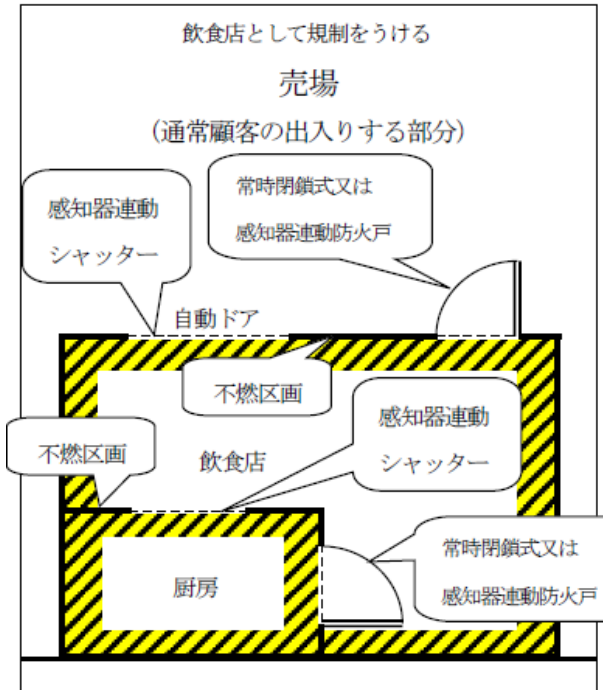 飲食店として規制をうける
売場
(通常顧客の出入りする部分)
感知器連動
シャッター
常時閉鎖式又は
感知器連動防火戸
自動ドア
不燃区画
感知器連動
シャッター
不燃区画
飲食店
常時閉鎖式又は
感知器連動防火戸
厨房